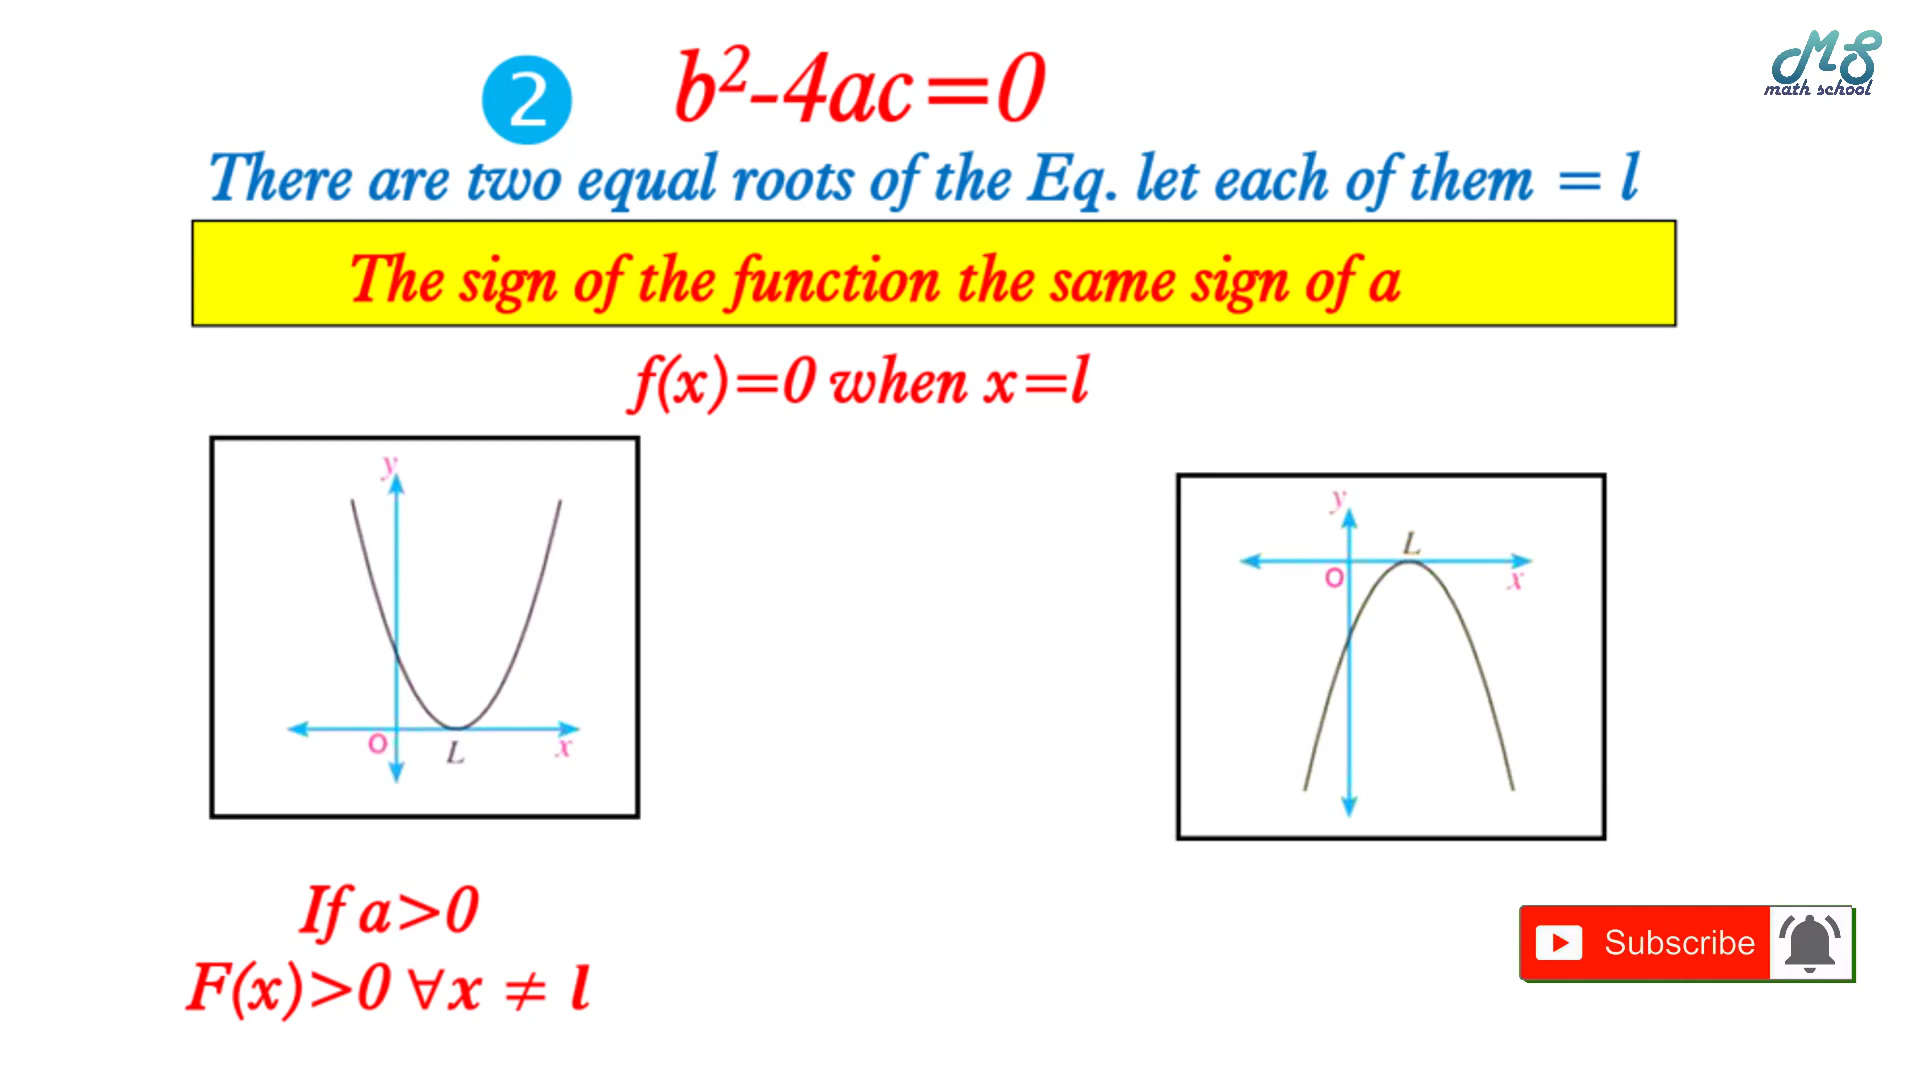 MS
math school
2
b²-4ac=0
There are two equal roots of the Eq. let each of them = l
The sign of the function the same sign of a
f(x)=0 when x=l
y
O
L
x
y
L
O
x
If a>0
F(x)>0 ∀x ≠ l
Subscribe